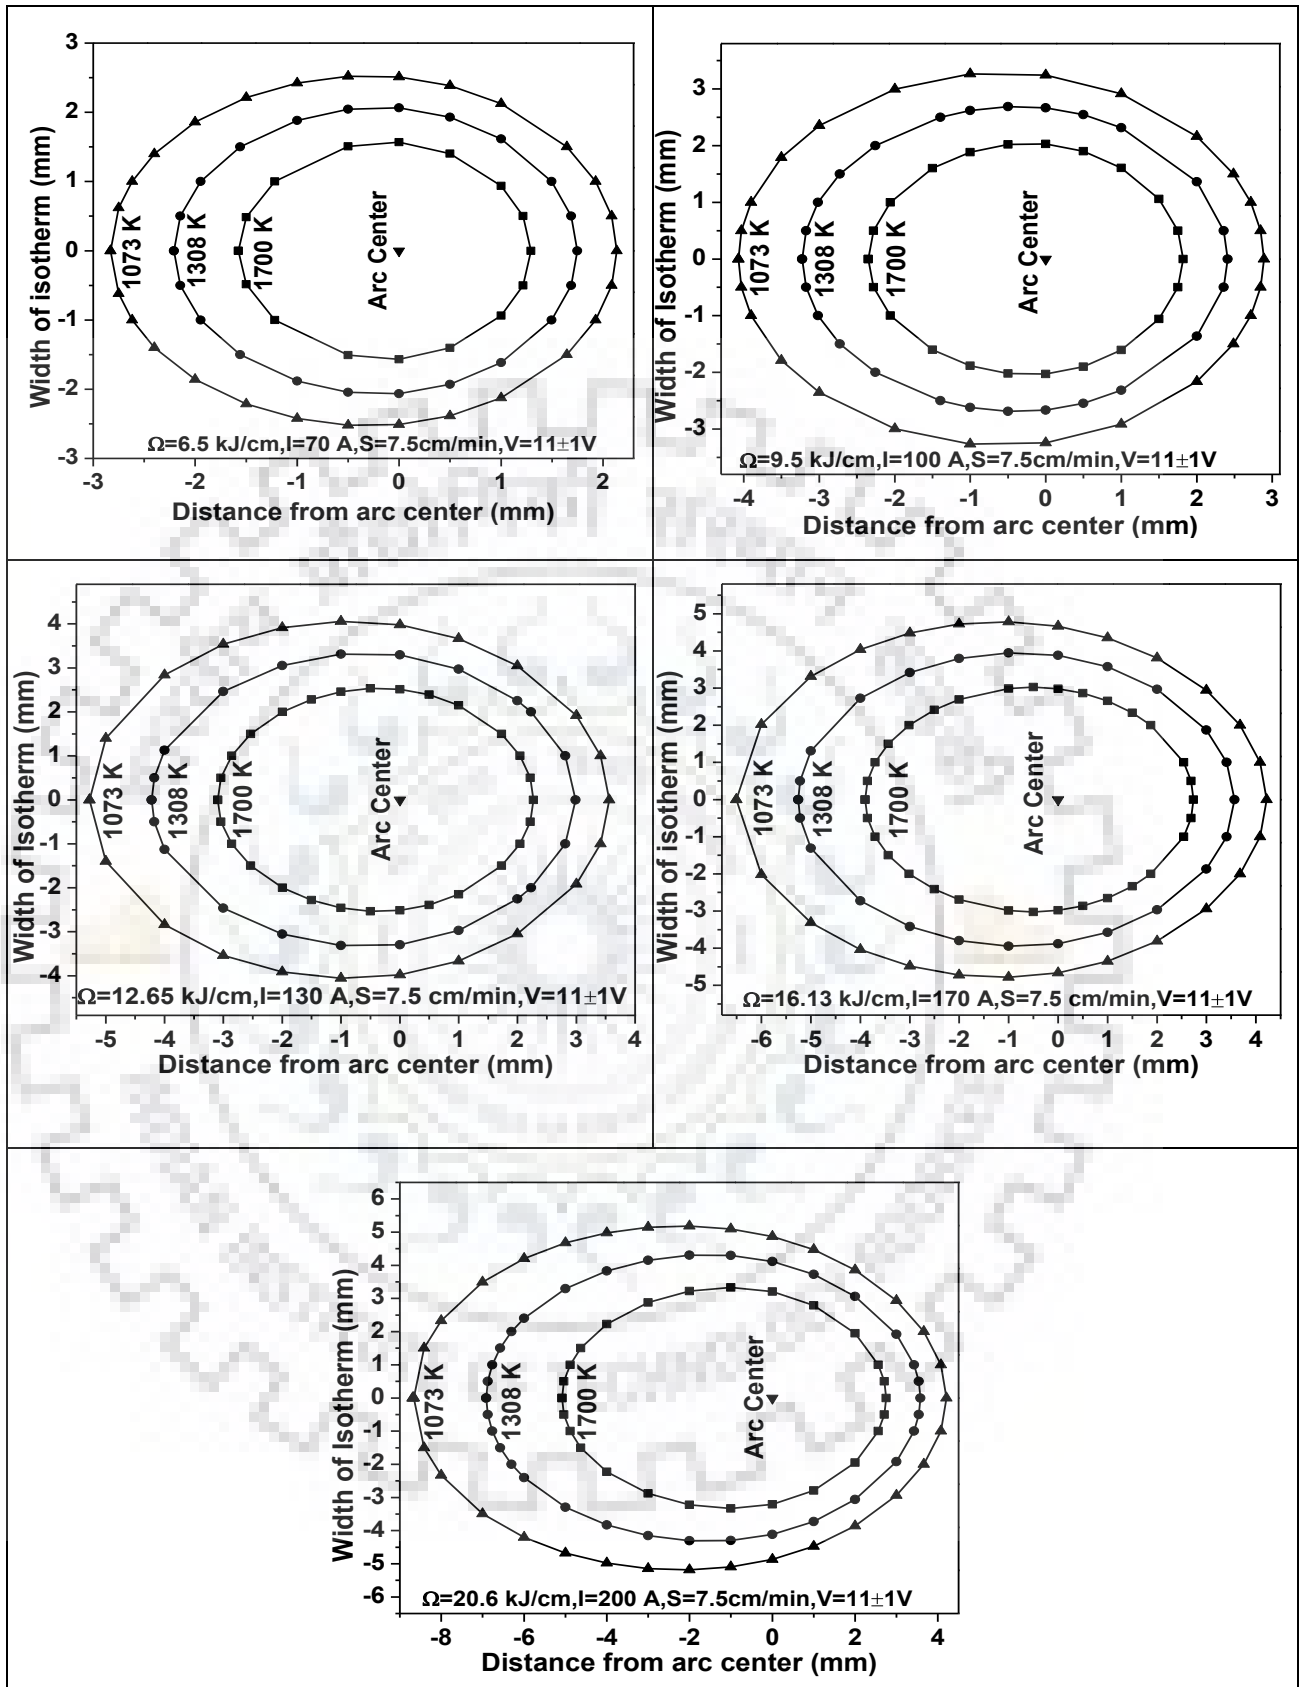 3
2
1
0
-1
-2
-3
Width of isotherm (mm)
1073 K
1308 K
1700 K
Arc Center
Ω=6.5 kJ/cm,I=70 A,S=7.5cm/min,V=11±1V
-3 -2 -1 0 1 2
Distance from arc center (mm)
3
2
1
0
-1
-2
-3
Width of Isotherm (mm)
1073 K
1308 K
1700 K
Arc Center
Ω=9.5 kJ/cm,I=100 A,S=7.5cm/min,V=11±1V
-4 -3 -2 -1 0 1 2 3
Distance from arc center (mm)
4
3
2
1
0
-1
-2
-3
-4
Width of Isotherm (mm)
1073 K
1308 K
1700 K
Arc Center
Ω=12.65 kJ/cm,I=130 A,S=7.5 cm/min,V=11±1V
-5 -4 -3 -2 -1 0 1 2 3 4
Distance from arc center (mm)
5
4
3
2
1
0
-1
-2
-3
-4
-5
Width of Isotherm (mm)
1073 K
1308 K
1700 K
Arc Center
Ω=16.13 kJ/cm,I=170 A,S=7.5 cm/min,V=11±1V
-6 -5 -4 -3 -2 -1 0 1 2 3 4
Distance from arc center (mm)
6
5
4
3
2
1
0
-1
-2
-3
-4
-5
-6
Width of Isotherm (mm)
1073 K
1308 K
1700 K
Arc Center
Ω=20.6 kJ/cm,I=200 A,S=7.5cm/min,V=11±1V
-8 -6 -4 -2 0 2 4
Distance from arc center (mm)